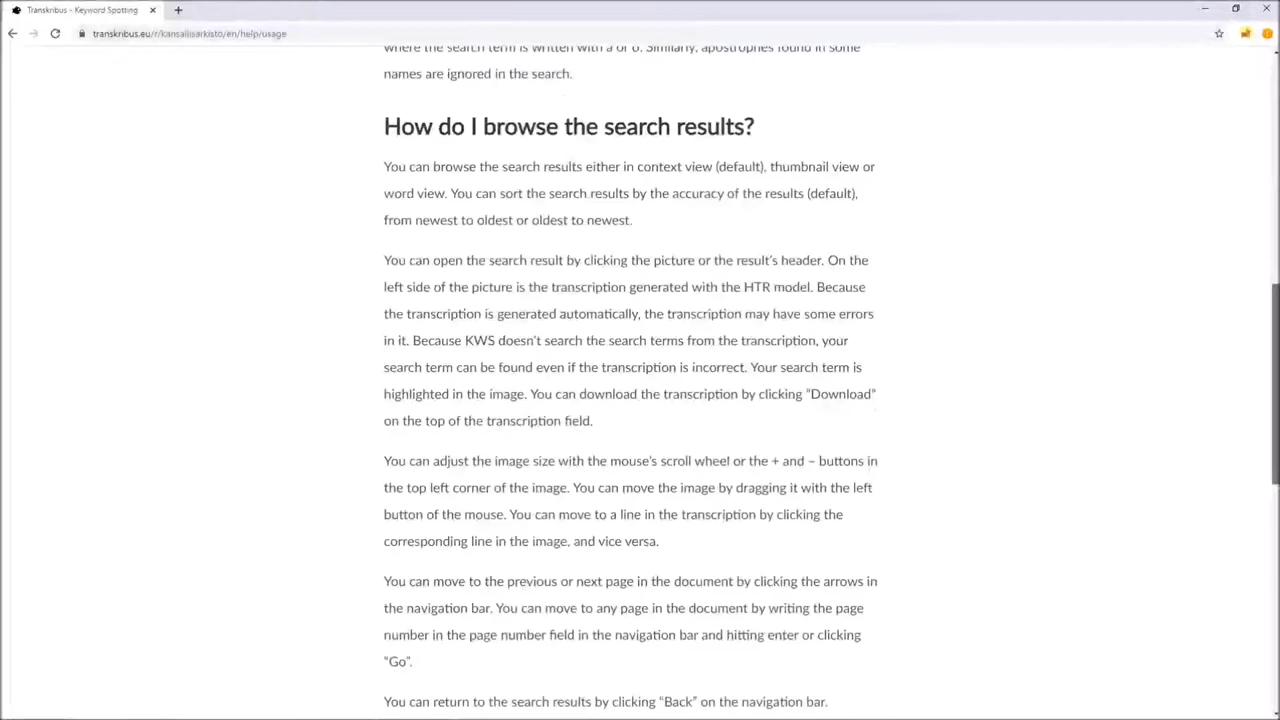 Transkribus - Keyword Spotting
transkribus.eu/r/kansallisarkisto/en/help/usage
where the search term is written with a or o. Similarly, apostrophes found in some
names are ignored in the search.
How do I browse the search results?
You can browse the search results either in context view (default), thumbnail view or
word view. You can sort the search results by the accuracy of the results (default),
from newest to oldest or oldest to newest.
You can open the search result by clicking the picture or the result's header. On the
left side of the picture is the transcription generated with the HTR model. Because
the transcription is generated automatically, the transcription may have some errors
in it. Because KWS doesn't search the search terms from the transcription, your
search term can be found even if the transcription is incorrect. Your search term is
highlighted in the image. You can download the transcription by clicking “Download”
on the top of the transcription field.
You can adjust the image size with the mouse's scroll wheel or the + and – buttons in
the top left corner of the image. You can move the image by dragging it with the left
button of the mouse. You can move to a line in the transcription by clicking the
corresponding line in the image, and vice versa.
You can move to the previous or next page in the document by clicking the arrows in
the navigation bar. You can move to any page in the document by writing the page
number in the page number field in the navigation bar and hitting enter or clicking
“Go”.
You can return to the search results by clicking “Back” on the navigation bar.